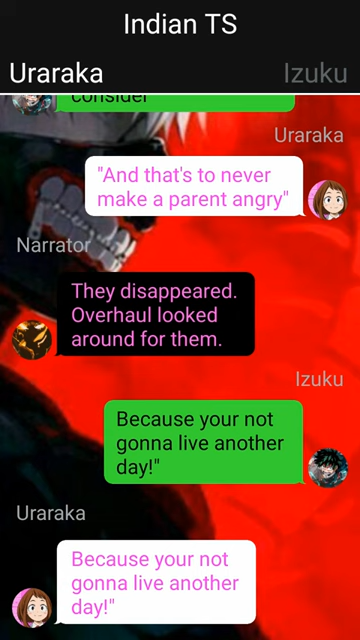 Indian TS
Uraraka
Izuku
consider
Uraraka
"And that's to never
make a parent angry"
Narrator
They disappeared.
Overhaul looked
around for them.
Izuku
Because your not
gonna live another
day!"
Uraraka
Because your not
gonna live another
day!"